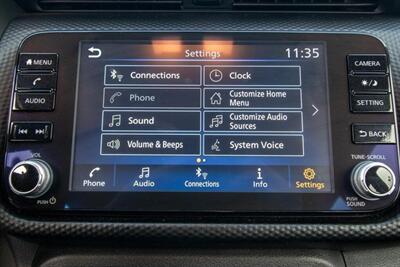 MENU
AUDIO
VOL
PUSH
Settings
11:35
Connections
Clock
Phone
Customize Home
Menu
Sound
Customize Audio
Sources
Volume & Beeps
System Voice
Phone
Audio
Connections
Info
Settings
CAMERA
SETTING
BACK
TUNE·SCROLL
PUSH
SOUND